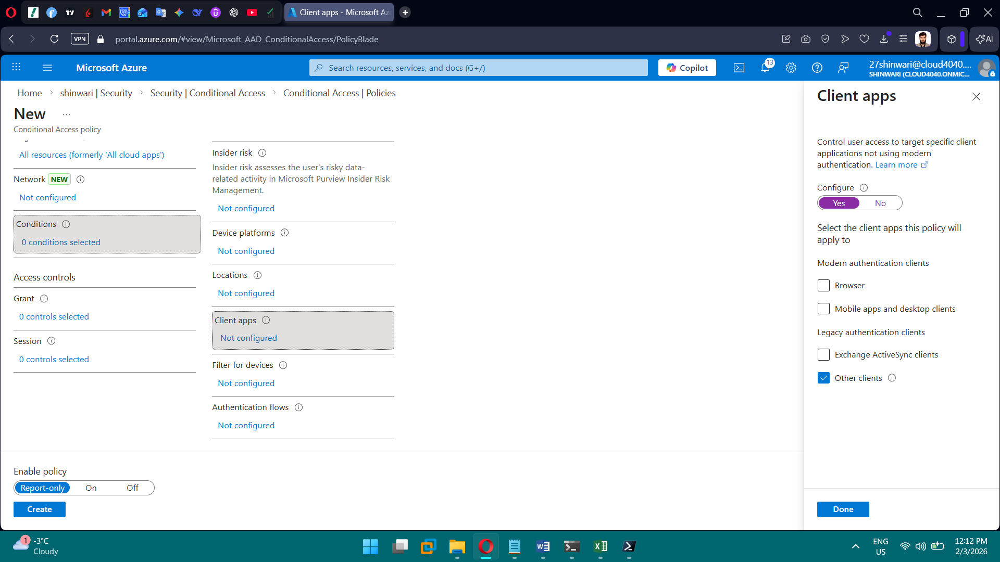 Client apps - Microsoft Az
VPN
portal.azure.com/#view/Microsoft_AAD_ConditionalAccess/PolicyBlade
AI
Microsoft Azure
Search resources, services, and docs (G+/)
Copilot
13
27shinwari@cloud4040....
SHINWARI (CLOUD4040.ONMIC...
Home > shinwari | Security > Security | Conditional Access > Conditional Access | Policies
New ...
Conditional Access policy
All resources (formerly 'All cloud apps')
Network NEW
Not configured
Conditions
0 conditions selected
Access controls
Grant
0 controls selected
Session
0 controls selected
Insider risk
Insider risk assesses the user's risky data-
related activity in Microsoft Purview Insider Risk
Management.
Not configured
Device platforms
Not configured
Locations
Not configured
Client apps
Not configured
Filter for devices
Not configured
Authentication flows
Not configured
Enable policy
Report-only On Off
Create
Client apps
Control user access to target specific client
applications not using modern
authentication. Learn more
Configure
Yes No
Select the client apps this policy will
apply to
Modern authentication clients
Browser
Mobile apps and desktop clients
Legacy authentication clients
Exchange ActiveSync clients
Other clients
Done
1
-3°C
Cloudy
ENG
US
12:12 PM
2/3/2026